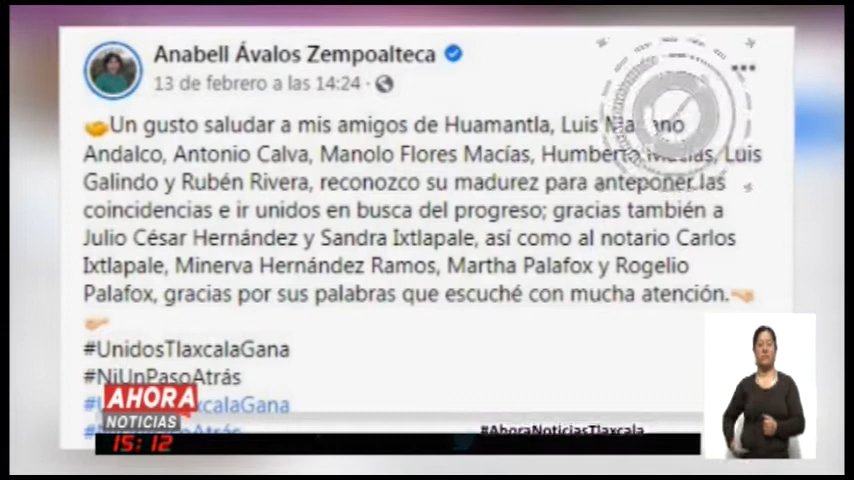 Anabell Ávalos Zempoalteca
13 de febrero a las 14:24 ·
Un gusto saludar a mis amigos de Huamantla, Luis
Andalco, Antonio Calva, Manolo Flores Macías, Humberto Macías, Luis
Galindo y Rubén Rivera, reconozco su madurez para anteponer las
coincidencias e ir unidos en busca del progreso; gracias también a
Julio César Hernández y Sandra Ixtlapale, así como al notario Carlos
Ixtlapale, Minerva Hernández Ramos, Martha Palafox y Rogelio
Palafox, gracias por sus palabras que escuché con mucha atención.
#UnidosTlaxcalaGana
#NiUnPasoAtrás
AHORA
NOTICIAS
15:12
#AhoraNoticiasTlaxcala